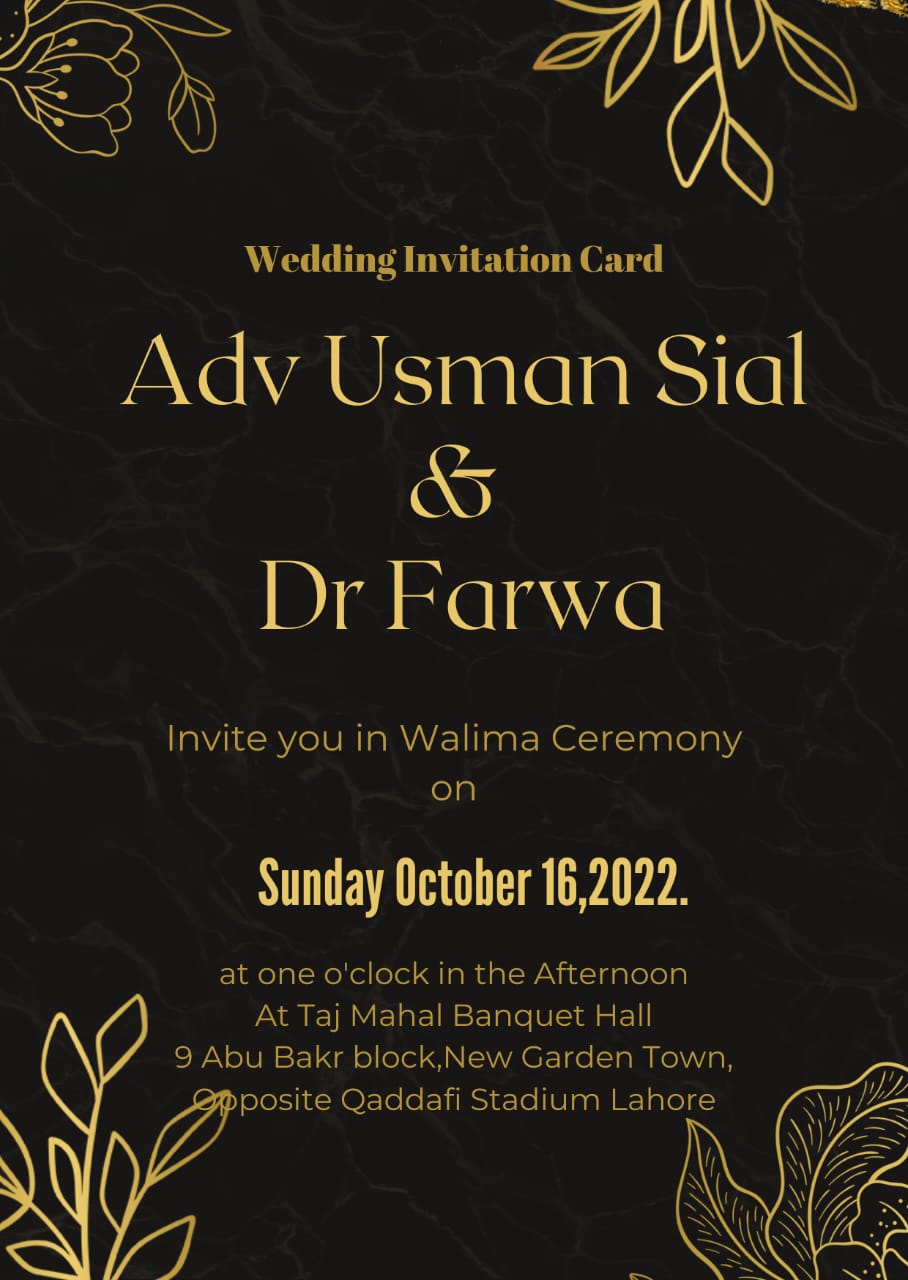 Wedding Invitation Card
Adv Usman Sial
&
Dr Farwa
Invite you in Walima Ceremony
on
Sunday October 16,2022.
at one o'clock in the Afternoon
At Taj Mahal Banquet Hall
9 Abu Bakr block,New Garden Town,
Opposite Qaddafi Stadium Lahore